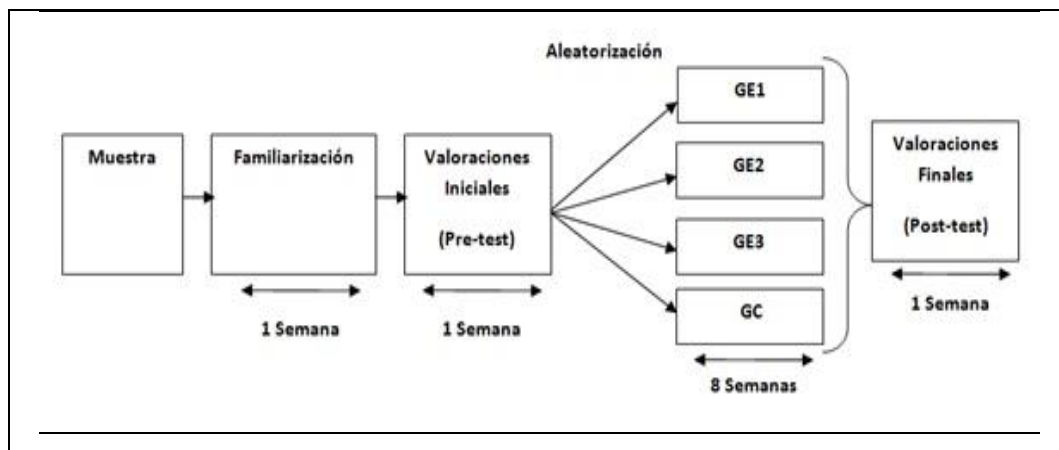 Aleatorización
Muestra
Familiarización
Valoraciones
Iniciales
(Pre-test)
GE1
GE2
GE3
GC
Valoraciones
Finales
(Post-test)
1 Semana
1 Semana
8 Semanas
1 Semana